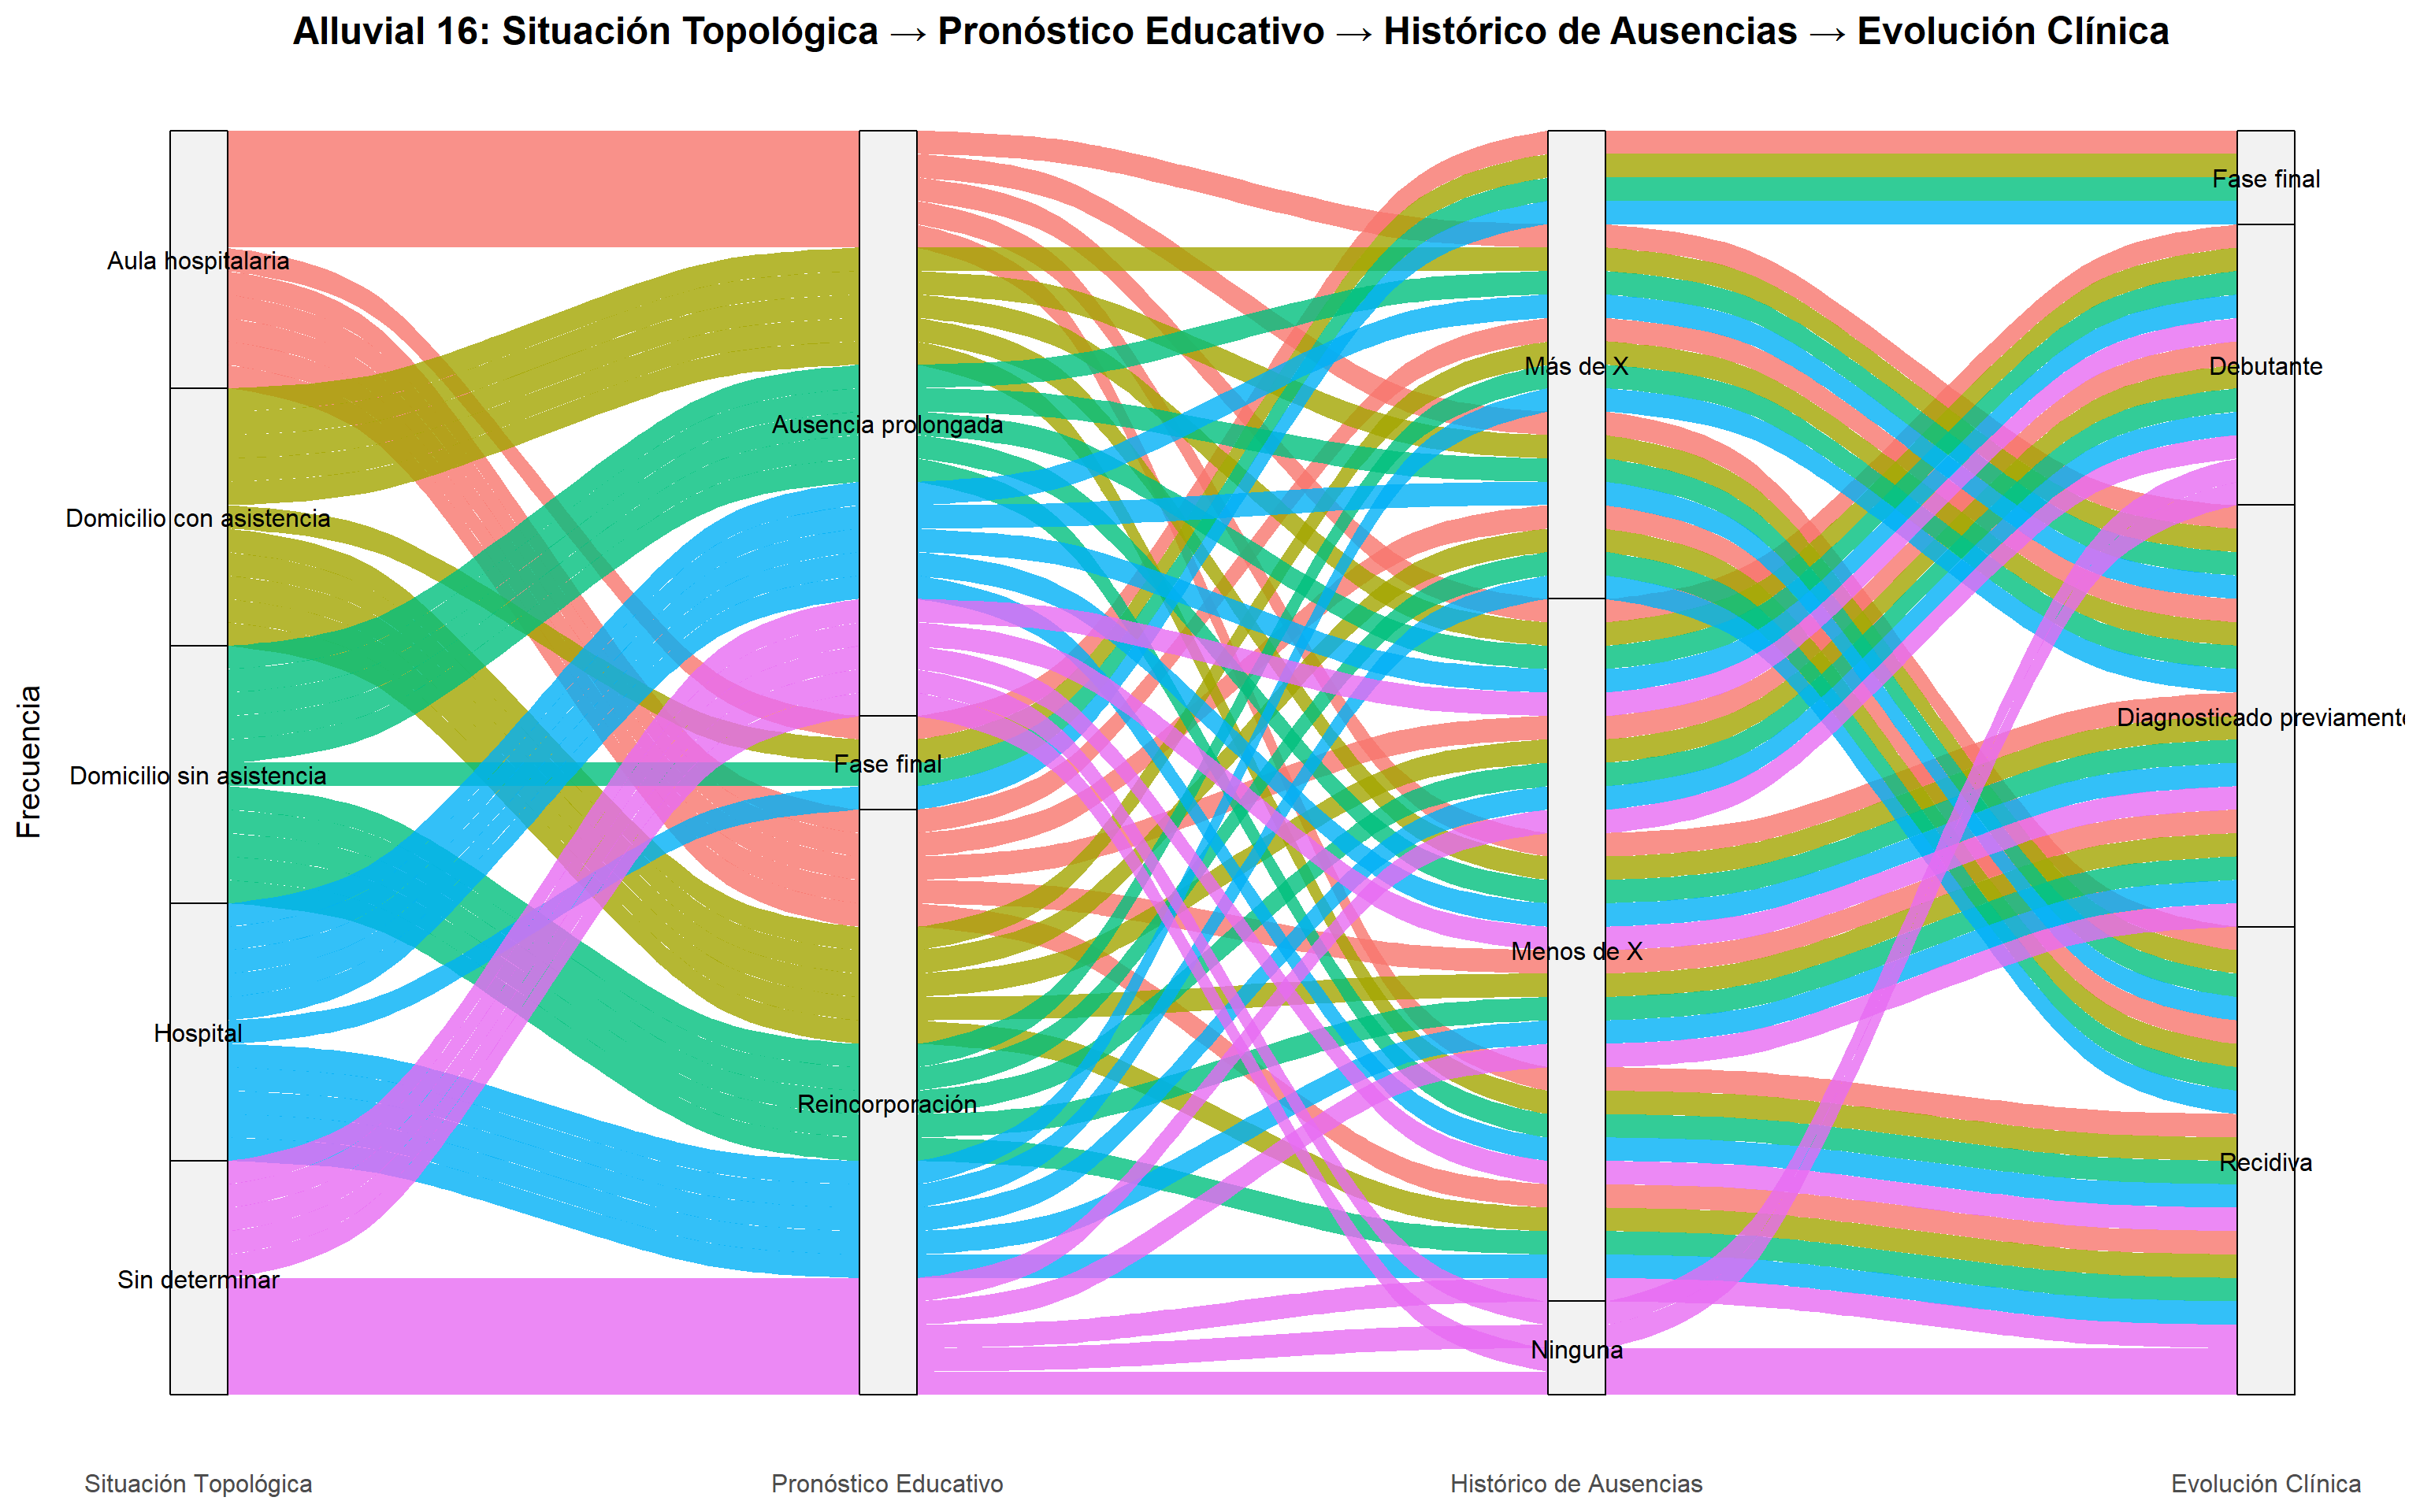 Alluvial 16: Situación Topológica → Pronóstico Educativo → Histórico de Ausencias → Evolución Clínica
Frecuencia
Aula hospitalaria
Domicilio con asistencia
Domicilio sin asistencia
Hospital
Sin determinar
Ausencia prolongada
Fase final
Reincorporación
Más de X
Menos de X
Ninguna
Fase final
Debutante
Diagnosticado previamente
Recidiva
Situación Topológica
Pronóstico Educativo
Histórico de Ausencias
Evolución Clínica